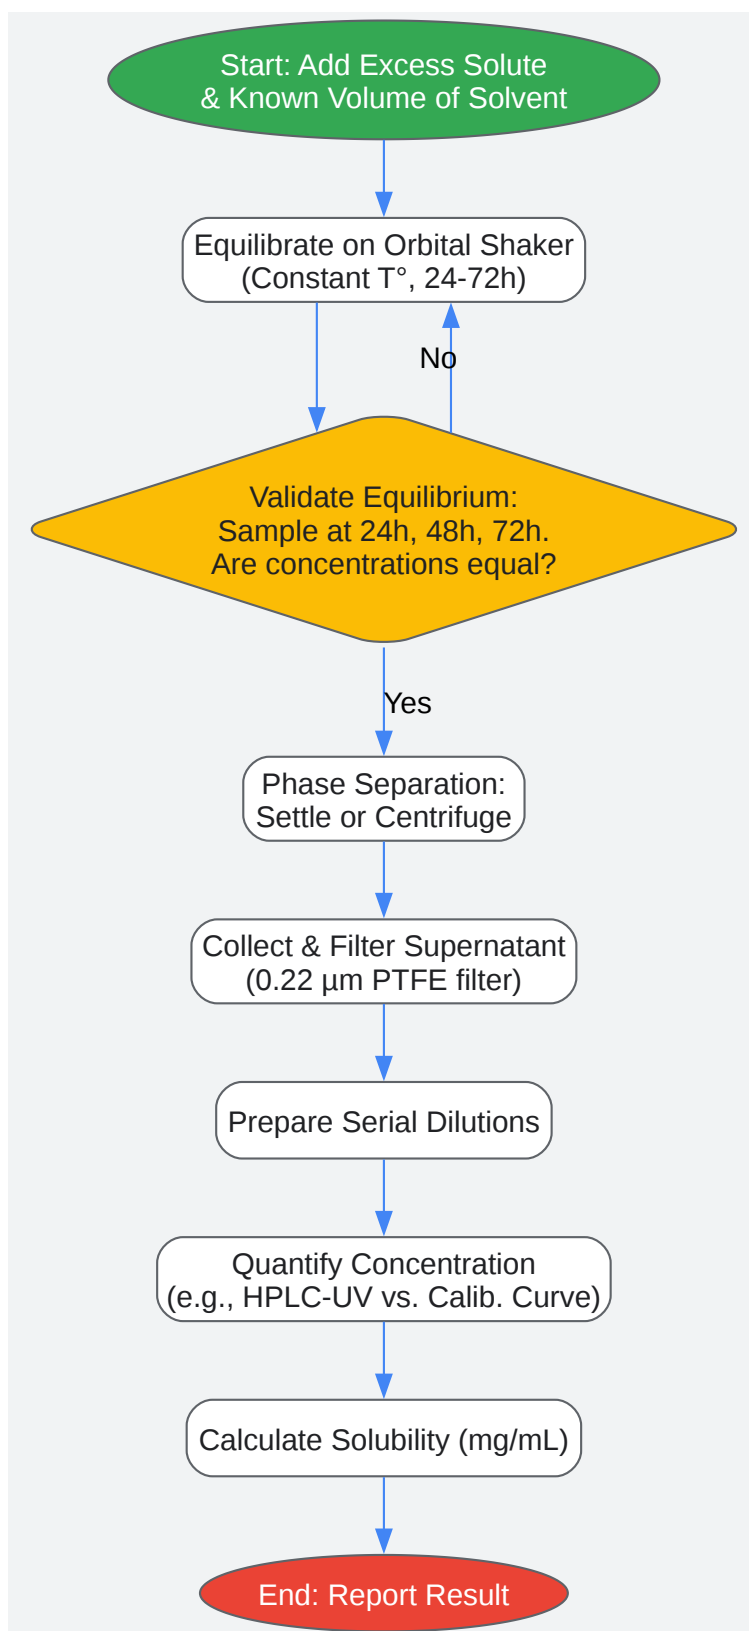 Start: Add Excess Solute
& Known Volume of Solvent
Equilibrate on Orbital Shaker
(Constant T°, 24-72h)
No
Validate Equilibrium:
Sample at 24h, 48h, 72h.
Are concentrations equal?
Yes
Phase Separation:
Settle or Centrifuge
Collect & Filter Supernatant
(0.22 µm PTFE filter)
Prepare Serial Dilutions
Quantify Concentration
(e.g., HPLC-UV vs. Calib. Curve)
Calculate Solubility (mg/mL)
End: Report Result